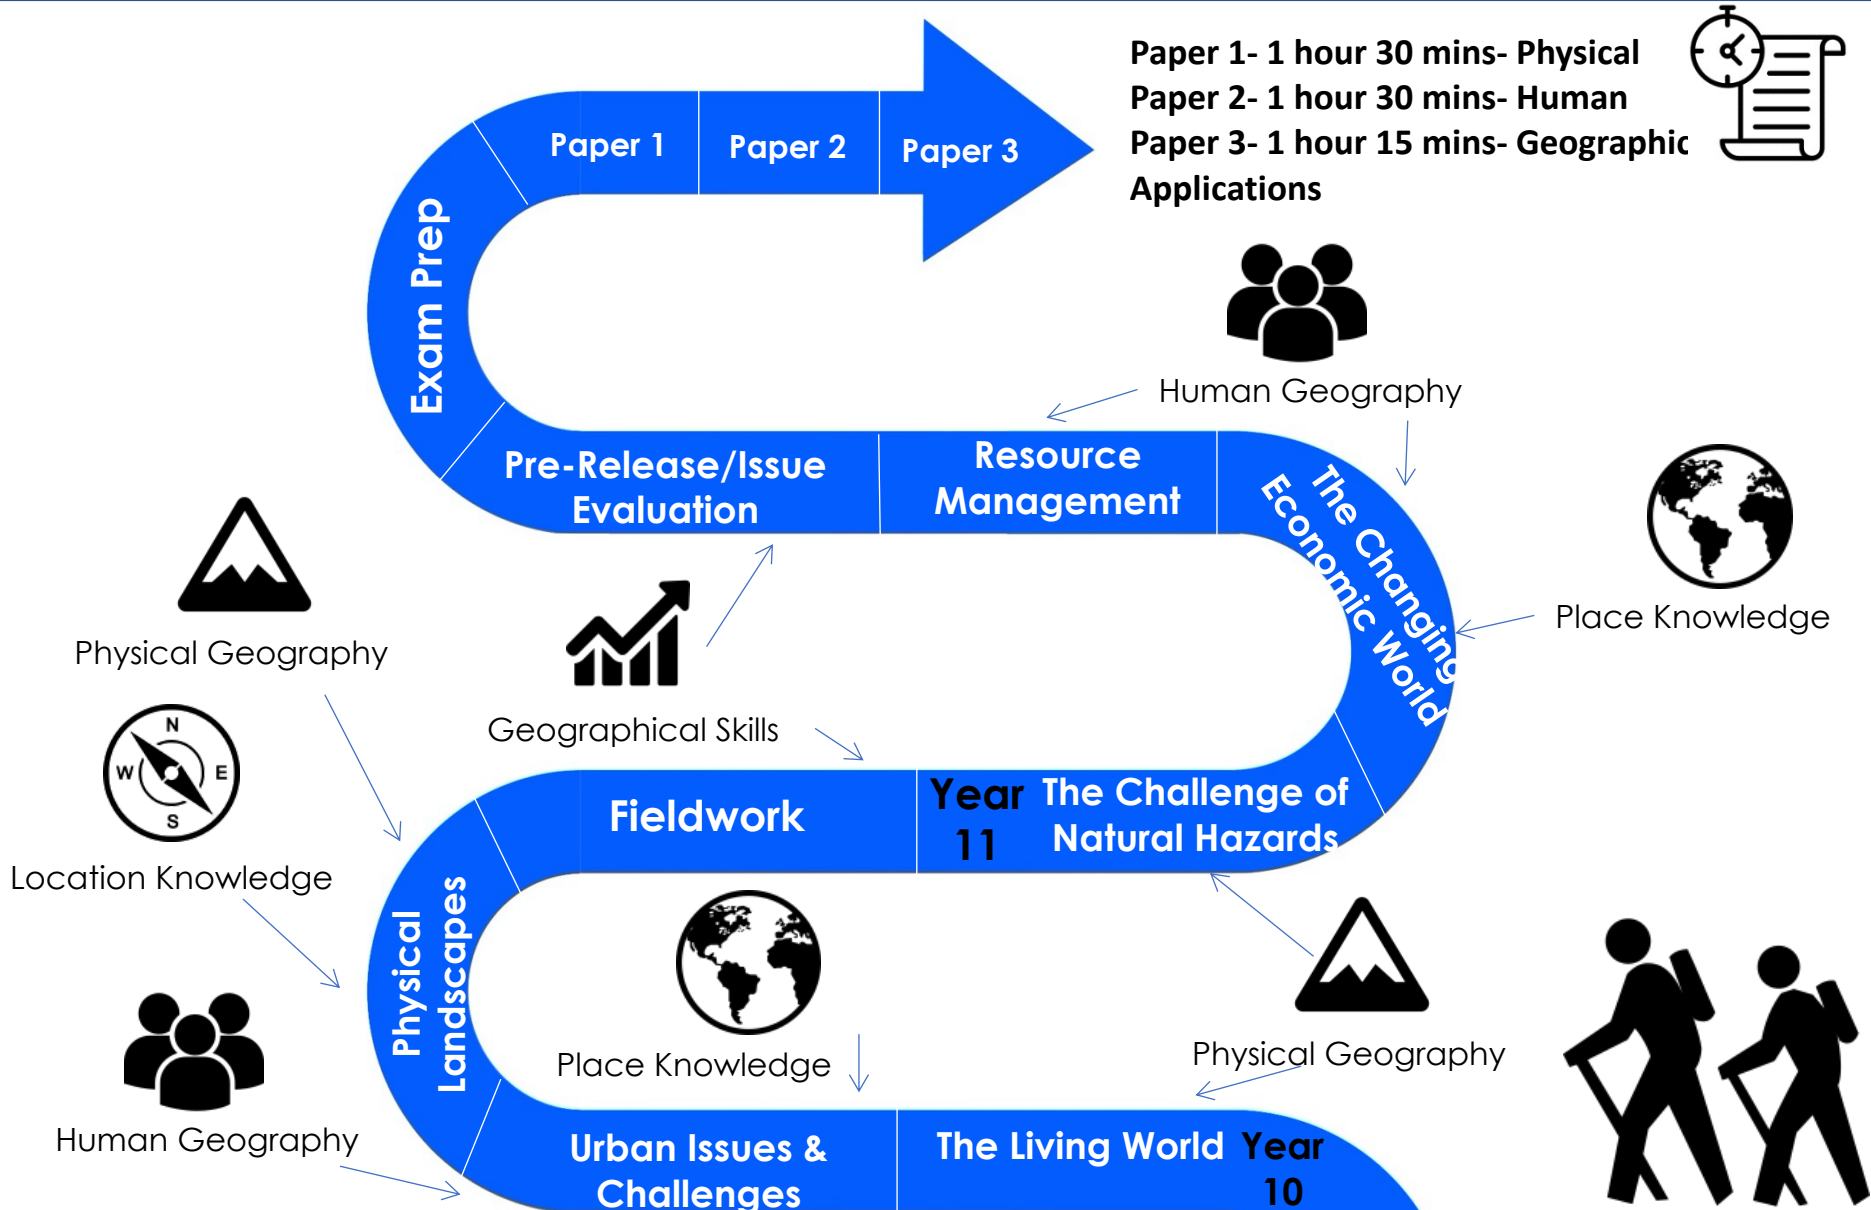 Paper 1- 1 hour 30 mins- Physical
Paper 2- 1 hour 30 mins- Human
Paper 3- 1 hour 15 mins- Geographic
Applications
Paper 1
Paper 2
Paper 3
Exam Prep
Human Geography
Pre-Release/Issue
Evaluation
Resource
Management
The Changing
Economic World
Place Knowledge
Physical Geography
Geographical Skills
N
W
E
S
Location Knowledge
Fieldwork
Year
11
The Challenge of
Natural Hazards
Physical
Landscapes
Place Knowledge
Physical Geography
Human Geography
Urban Issues &
Challenges
The Living World
Year
10